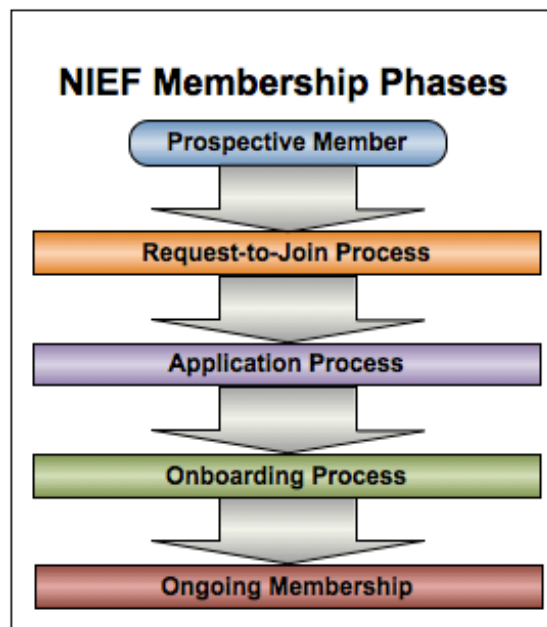 NIEF Membership Phases
Prospective Member
Request-to-Join Process
Application Process
Onboarding Process
Ongoing Membership